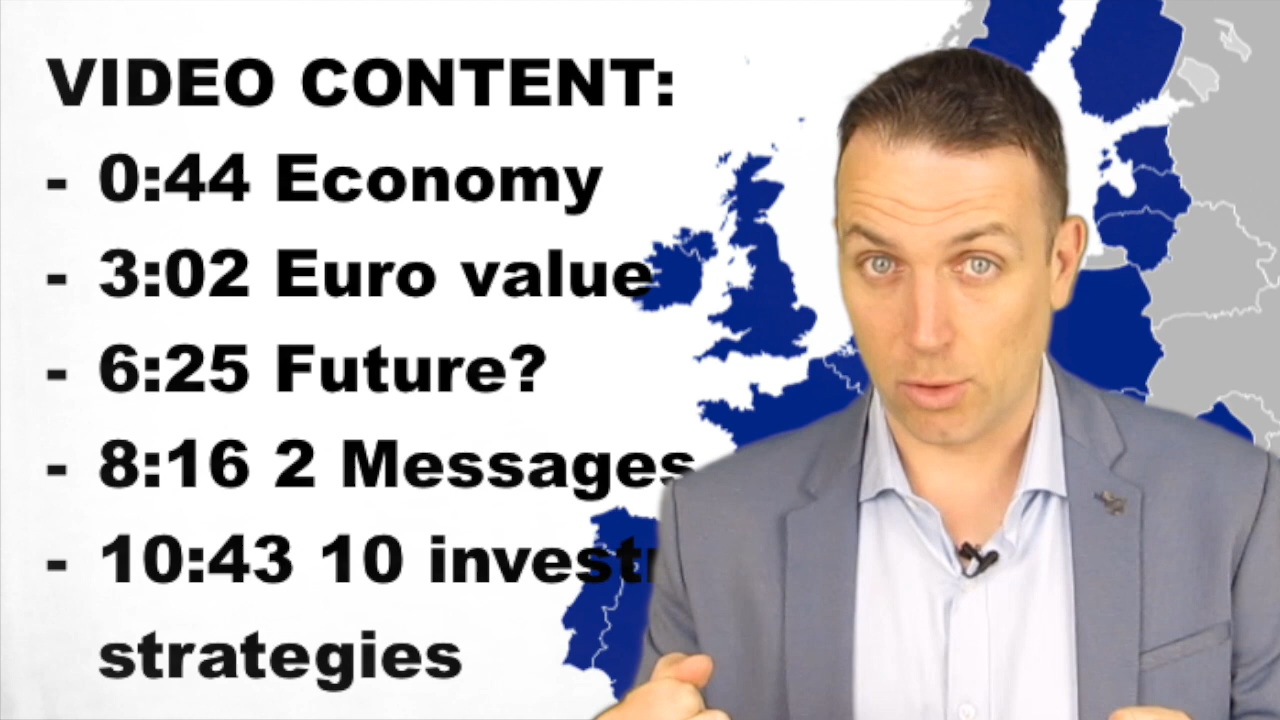 VIDEO CONTENT:
- 0:44 Economy
- 3:02 Euro value
- 6:25 Future?
- 8:16 2 Messages
- 10:43 10
strategies